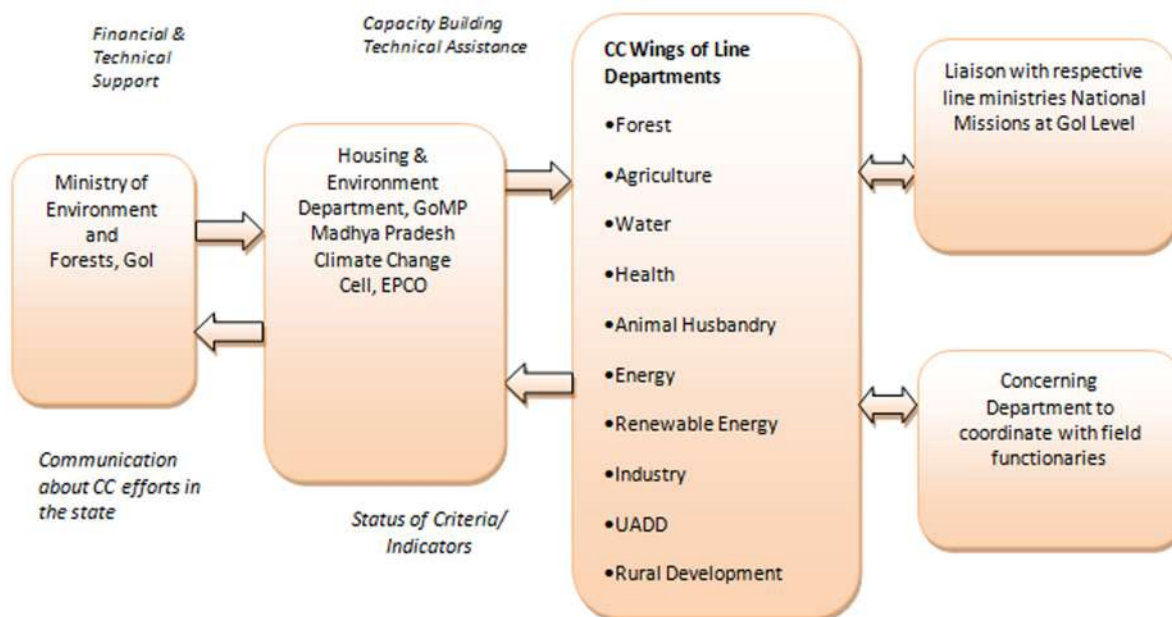 Financial &
Technical
Support
Capacity Building
Technical Assistance
Ministry of
Environment
and
Forests, GoI
Communication
about CC efforts in
the state
Housing &
Environment
Department, GoMP
Madhya Pradesh
Climate Change
Cell, EPCO
Status of Criteria/
Indicators
CC Wings of Line
Departments
•Forest
•Agriculture
•Water
•Health
•Animal Husbandry
•Energy
•Renewable Energy
•Industry
•UADD
•Rural Development
Liaison with respective
line ministries National
Missions at GoI Level
Concerning
Department to
coordinate with field
functionaries